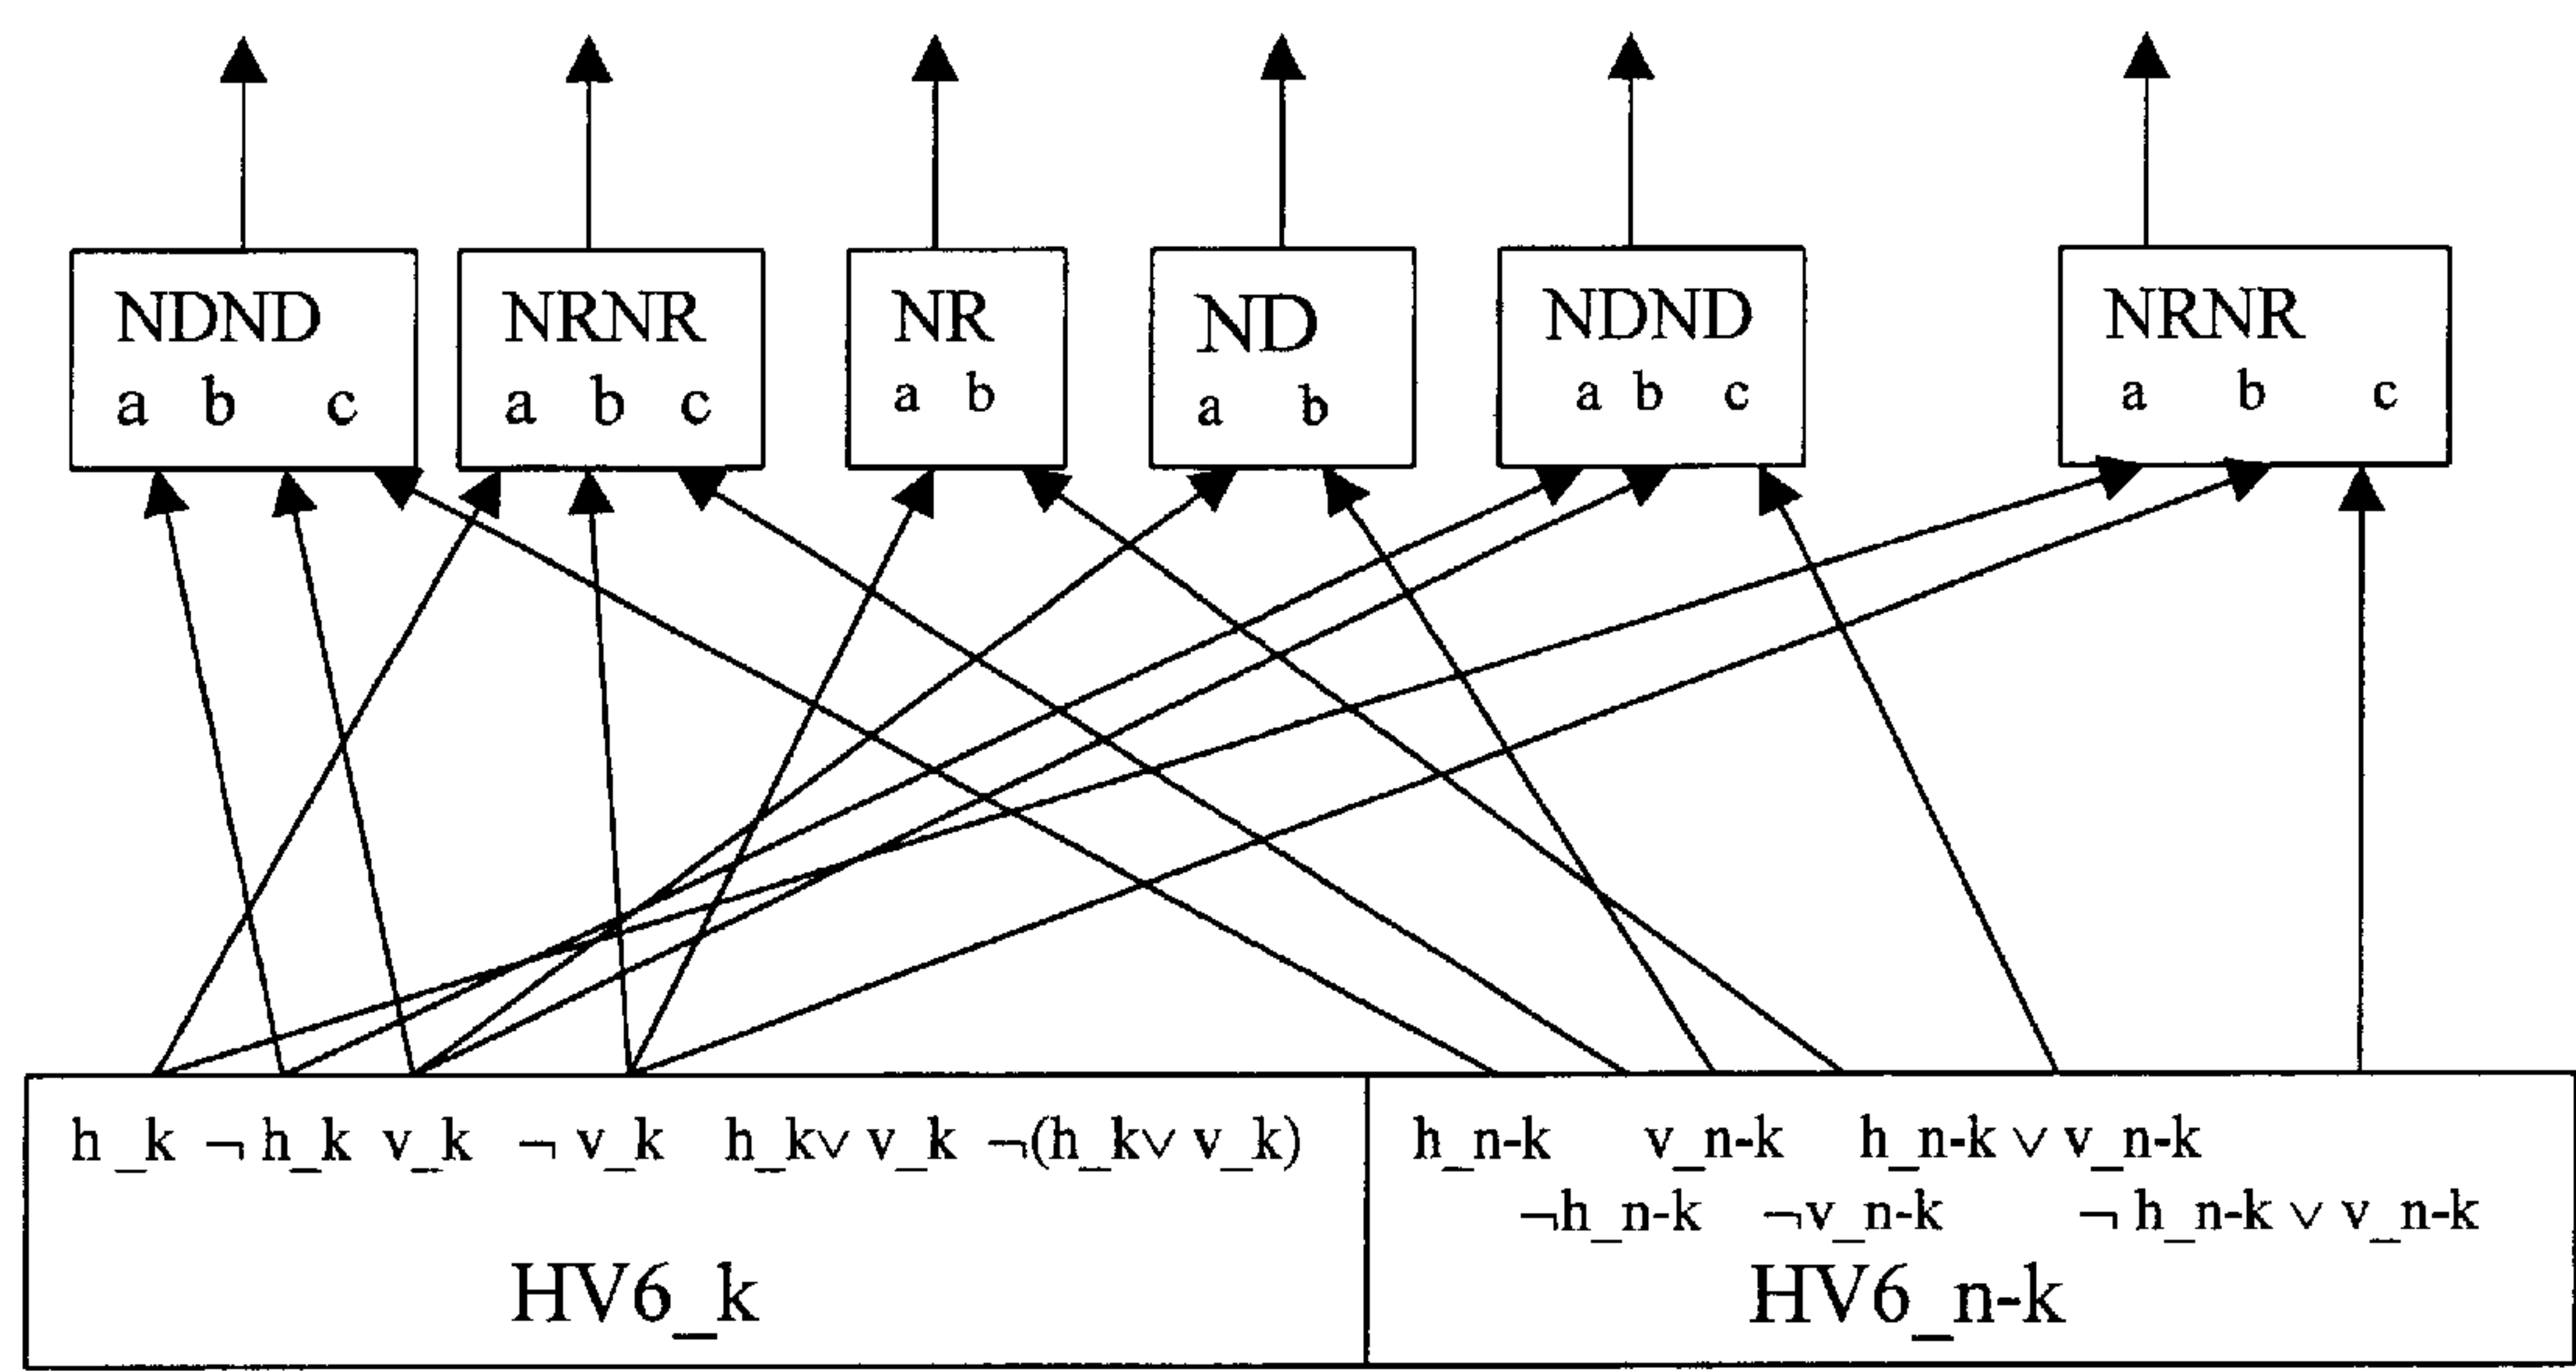 NDND NRNR NR ND NDND NRNR
a b c a b c a b a b a b c a b c
h _k ¬ h_k v_k ¬ v_k h_k∨ v_k ¬(h_k∨ v_k) h_n-k v_n-k h_n-k ∨ v_n-k
¬h_n-k ¬v_n-k ¬ h_n-k ∨ v_n-k
HV6_k HV6_n-k